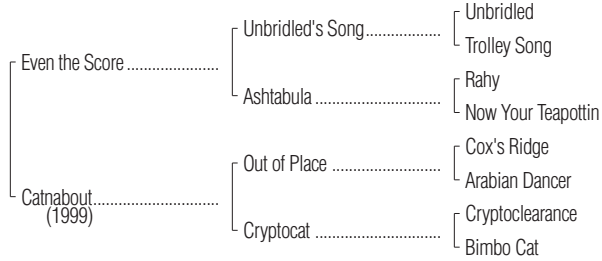 Unbridled
Unbridled's Song....................
Trolley Song
Even the Score ......................
Rahy
Ashtabula ..............................
Now Your Teapottin
Cox's Ridge
Out of Place ..........................
Arabian Dancer
Catnabout..............................
(1999)
Cryptoclearance
Cryptocat ..............................
Bimbo Cat